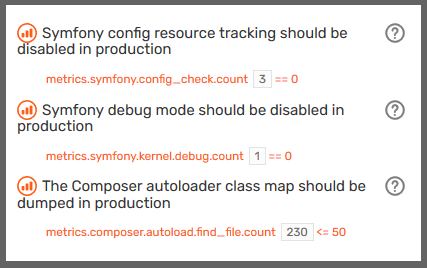 Symfony config resource tracking should be
disabled in production
metrics.symfony.config_check.count 3 == 0
Symfony debug mode should be disabled in
production
metrics.symfony.kernel.debug.count 1 == 0
The Composer autoloader class map should be
dumped in production
metrics.composer.autoload.find_file.count 230 <= 50